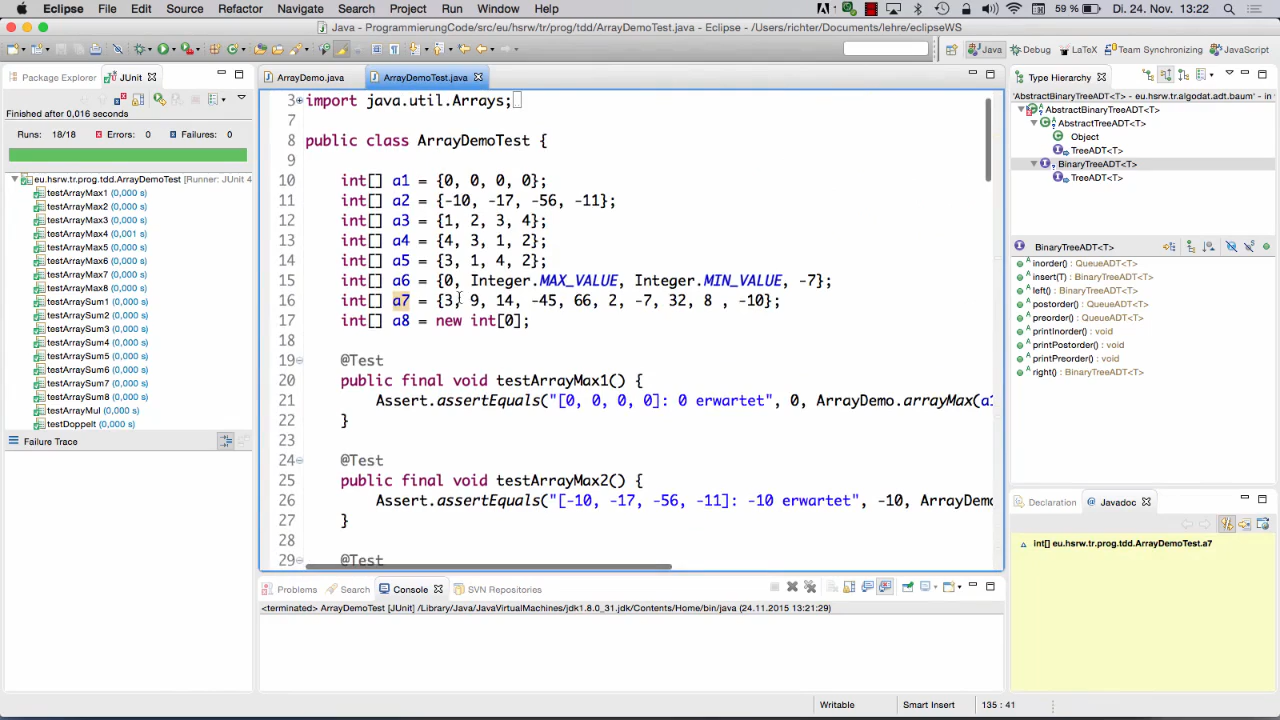 Eclipse File Edit Source Refactor Navigate Search Project Run Window Help 59 % Di. 24. Nov. 13:22
Java - ProgrammierungCode/src/eu/hsrw/tr/prog/tdd/ArrayDemoTest.java - Eclipse - /Users/richter/Documents/lehre/eclipseWS
Java Debug LaTeX Team Synchronizing JavaScript
Package Explorer JUnit
Finished after 0,016 seconds
Runs: 18/18 Errors: 0 Failures: 0
eu.hsrw.tr.prog.tdd.ArrayDemoTest [Runner: JUnit 4
testArrayMax1 (0,000 s)
testArrayMax2 (0,000 s)
testArrayMax3 (0,000 s)
testArrayMax4 (0,001 s)
testArrayMax5 (0,000 s)
testArrayMax6 (0,000 s)
testArrayMax7 (0,000 s)
testArrayMax8 (0,000 s)
testArraySum1 (0,000 s)
testArraySum2 (0,000 s)
testArraySum3 (0,000 s)
testArraySum4 (0,000 s)
testArraySum5 (0,000 s)
testArraySum6 (0,000 s)
testArraySum7 (0,000 s)
testArraySum8 (0,000 s)
testArrayMul (0,000 s)
testDoppelt (0,000 s)
Failure Trace
ArrayDemo.java ArrayDemoTest.java
3 import java.util.Arrays;
7
8 public class ArrayDemoTest {
9
10 int[] a1 = {0, 0, 0, 0};
11 int[] a2 = {-10, -17, -56, -11};
12 int[] a3 = {1, 2, 3, 4};
13 int[] a4 = {4, 3, 1, 2};
14 int[] a5 = {3, 1, 4, 2};
15 int[] a6 = {0, Integer.MAX_VALUE, Integer.MIN_VALUE, -7};
16 int[] a7 = {3, 9, 14, -45, 66, 2, -7, 32, 8 , -10};
17 int[] a8 = new int[0];
18
19 @Test
20 public final void testArrayMax1() {
21 Assert.assertEquals("[0, 0, 0, 0]: 0 erwartet", 0, ArrayDemo.arrayMax(a1
22 }
23
24 @Test
25 public final void testArrayMax2() {
26 Assert.assertEquals("[-10, -17, -56, -11]: -10 erwartet", -10, ArrayDemo
27 }
28
29 @Test
Problems Search Console SVN Repositories
<terminated> ArrayDemoTest [JUnit] /Library/Java/JavaVirtualMachines/jdk1.8.0_31.jdk/Contents/Home/bin/java (24.11.2015 13:21:29)
Type Hierarchy
'AbstractBinaryTreeADT<T>' - eu.hsrw.tr.algodat.adt.baum' - in
AbstractBinaryTreeADT<T>
AbstractTreeADT<T>
Object
TreeADT<T>
BinaryTreeADT<T>
TreeADT<T>
BinaryTreeADT<T>
inorder() : QueueADT<T>
insert(T) : BinaryTreeADT<T>
left() : BinaryTreeADT<T>
postorder() : QueueADT<T>
preorder() : QueueADT<T>
printInorder() : void
printPostorder() : void
printPreorder() : void
right() : BinaryTreeADT<T>
Declaration Javadoc
int[] eu.hsrw.tr.prog.tdd.ArrayDemoTest.a7
Writable Smart Insert 135 : 41